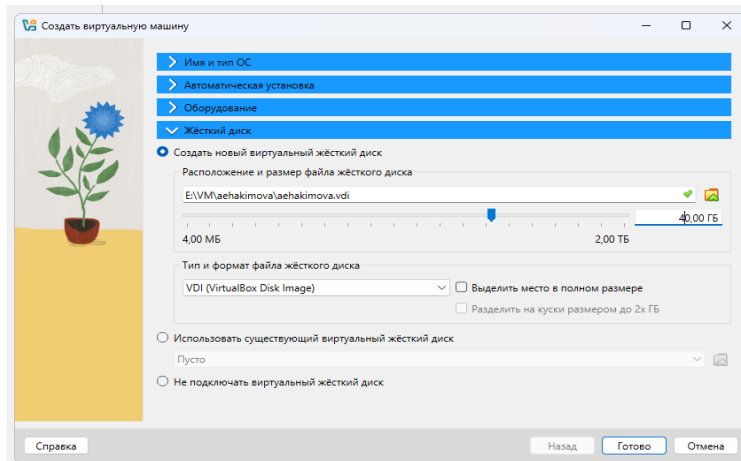 Создать виртуальную машину
Имя и тип ОС
Автоматическая установка
Оборудование
Жёсткий диск
Создать новый виртуальный жёсткий диск
Расположение и размер файла жёсткого диска
E:\VM\aehakimova\aehakimova.vdi
40,00 ГБ
4,00 МБ 2,00 ТБ
Тип и формат файла жёсткого диска
VDI (VirtualBox Disk Image) Выделить место в полном размере
Разделить на куски размером до 2х ГБ
Использовать существующий виртуальный жёсткий диск
Пусто
Не подключать виртуальный жёсткий диск
Справка Назад Готово Отмена